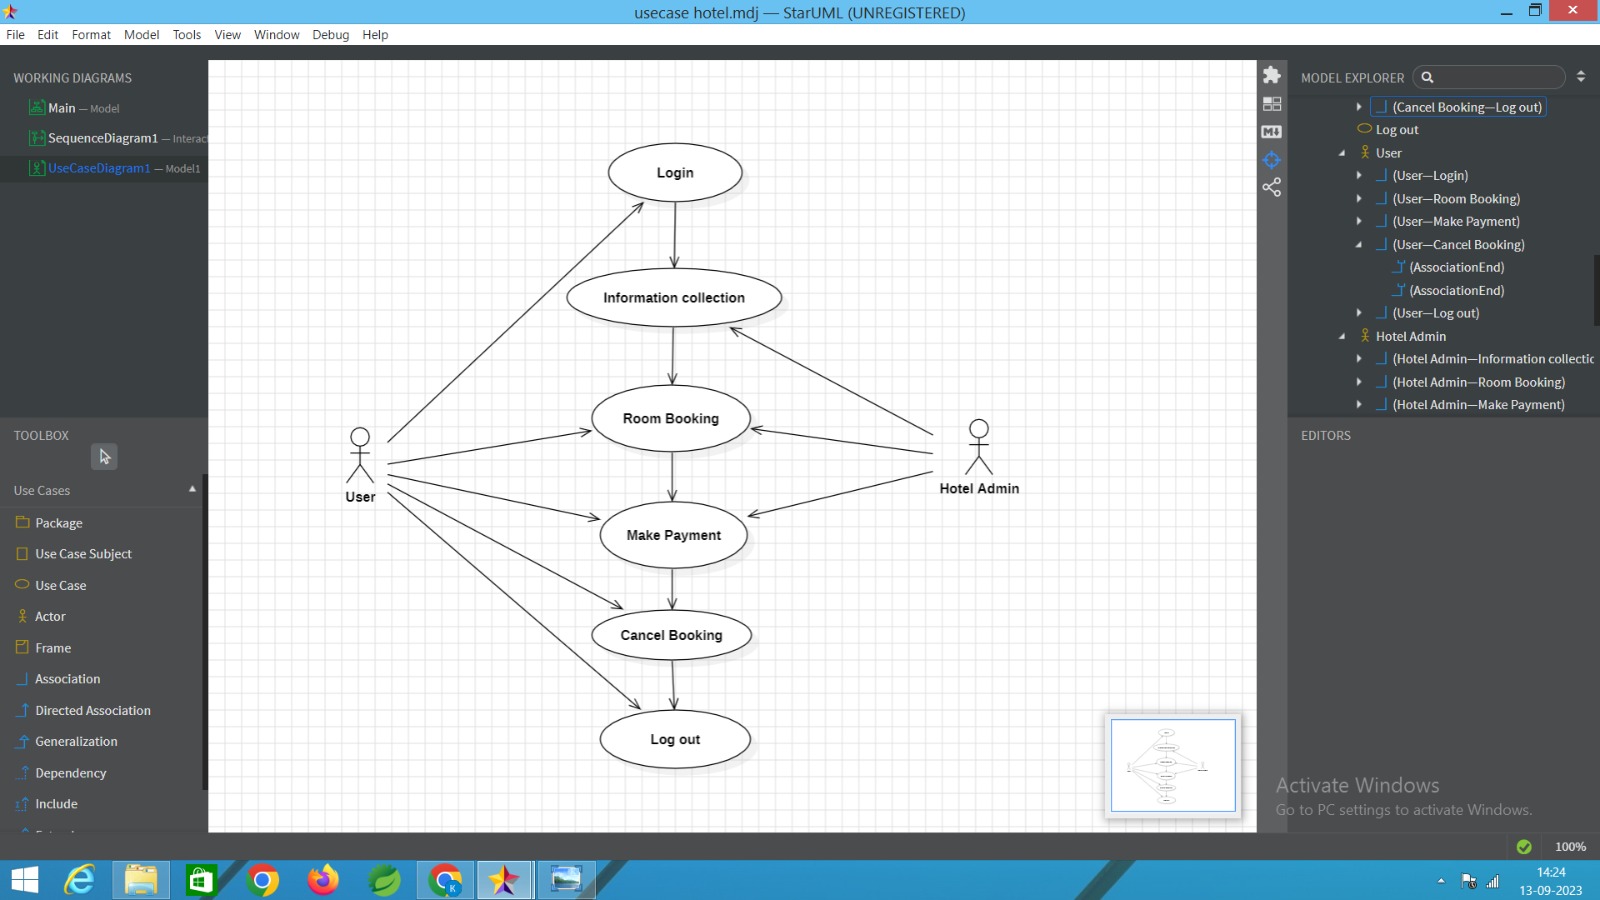 usecase hotel.mdj — StarUML (UNREGISTERED)
File Edit Format Model Tools View Window Debug Help
WORKING DIAGRAMS
Main — Model
SequenceDiagram1 — Interact
UseCaseDiagram1 — Model1
TOOLBOX
Use Cases
Package
Use Case Subject
Use Case
Actor
Frame
Association
Directed Association
Generalization
Dependency
Include
Login
Information collection
Room Booking
User
Hotel Admin
Make Payment
Cancel Booking
Log out
M
MODEL EXPLORER
(Cancel Booking—Log out)
Log out
User
(User—Login)
(User—Room Booking)
(User—Make Payment)
(User—Cancel Booking)
(AssociationEnd)
(AssociationEnd)
(User—Log out)
Hotel Admin
(Hotel Admin—Information collectic
(Hotel Admin—Room Booking)
(Hotel Admin—Make Payment)
EDITORS
Activate Windows
Go to PC settings to activate Windows.
100%
K
14:24
13-09-2023